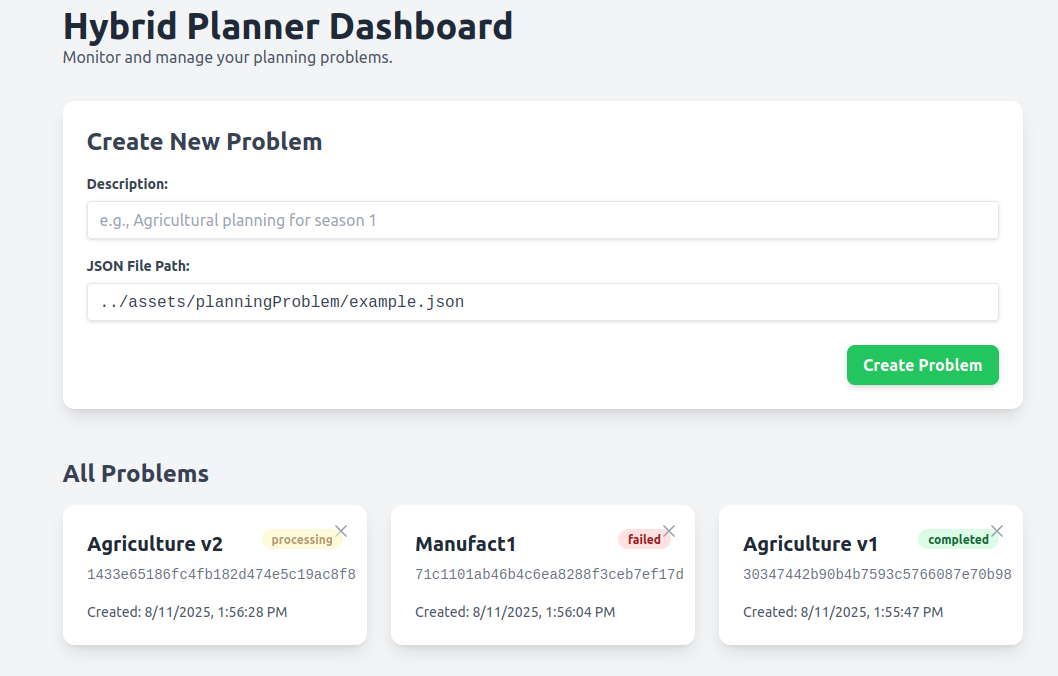 Hybrid Planner Dashboard
Monitor and manage your planning problems.
Create New Problem
Description:
e.g., Agricultural planning for season 1
JSON File Path:
../assets/planningProblem/example.json
Create Problem
All Problems
Agriculture v2 processing
1433e65186fc4fb182d474e5c19ac8f8
Created: 8/11/2025, 1:56:28 PM
Manufact1 failed
71c1101ab46b4c6ea8288f3ceb7ef17d
Created: 8/11/2025, 1:56:04 PM
Agriculture v1 completed
30347442b90b4b7593c5766087e70b98
Created: 8/11/2025, 1:55:47 PM